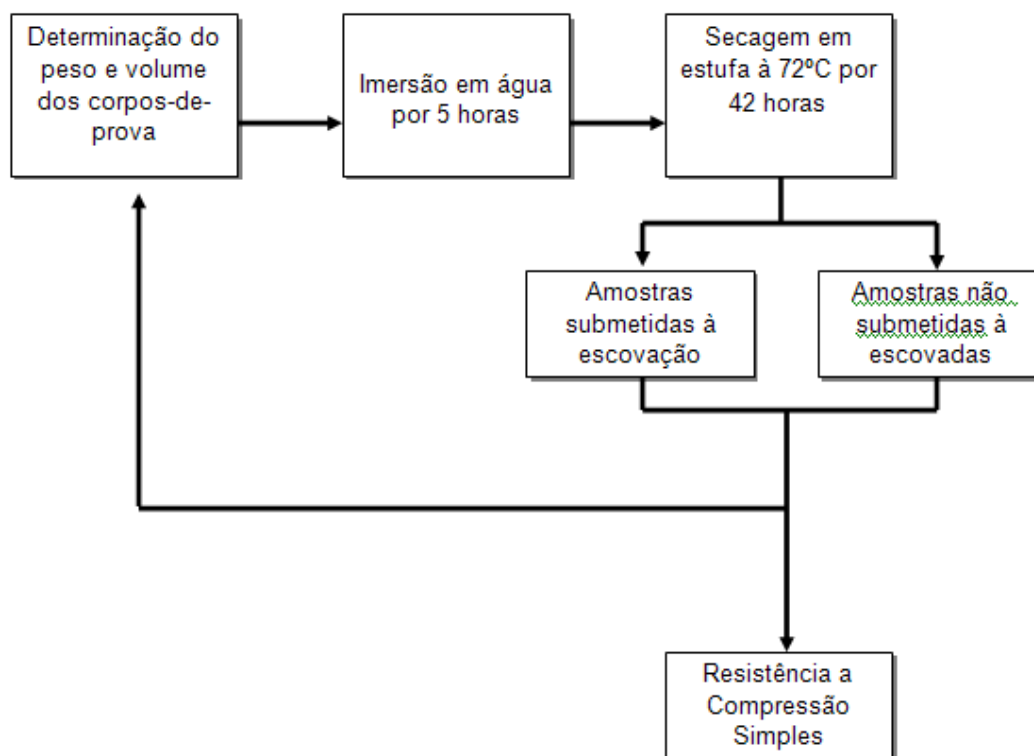 Determinação do
peso e volume
dos corpos-de-
prova
Imersão em água
por 5 horas
Secagem em
estufa à 72ºC por
42 horas
Amostras
submetidas à
escovação
Amostras não
submetidas à
escovadas
Resistência a
Compressão
Simples